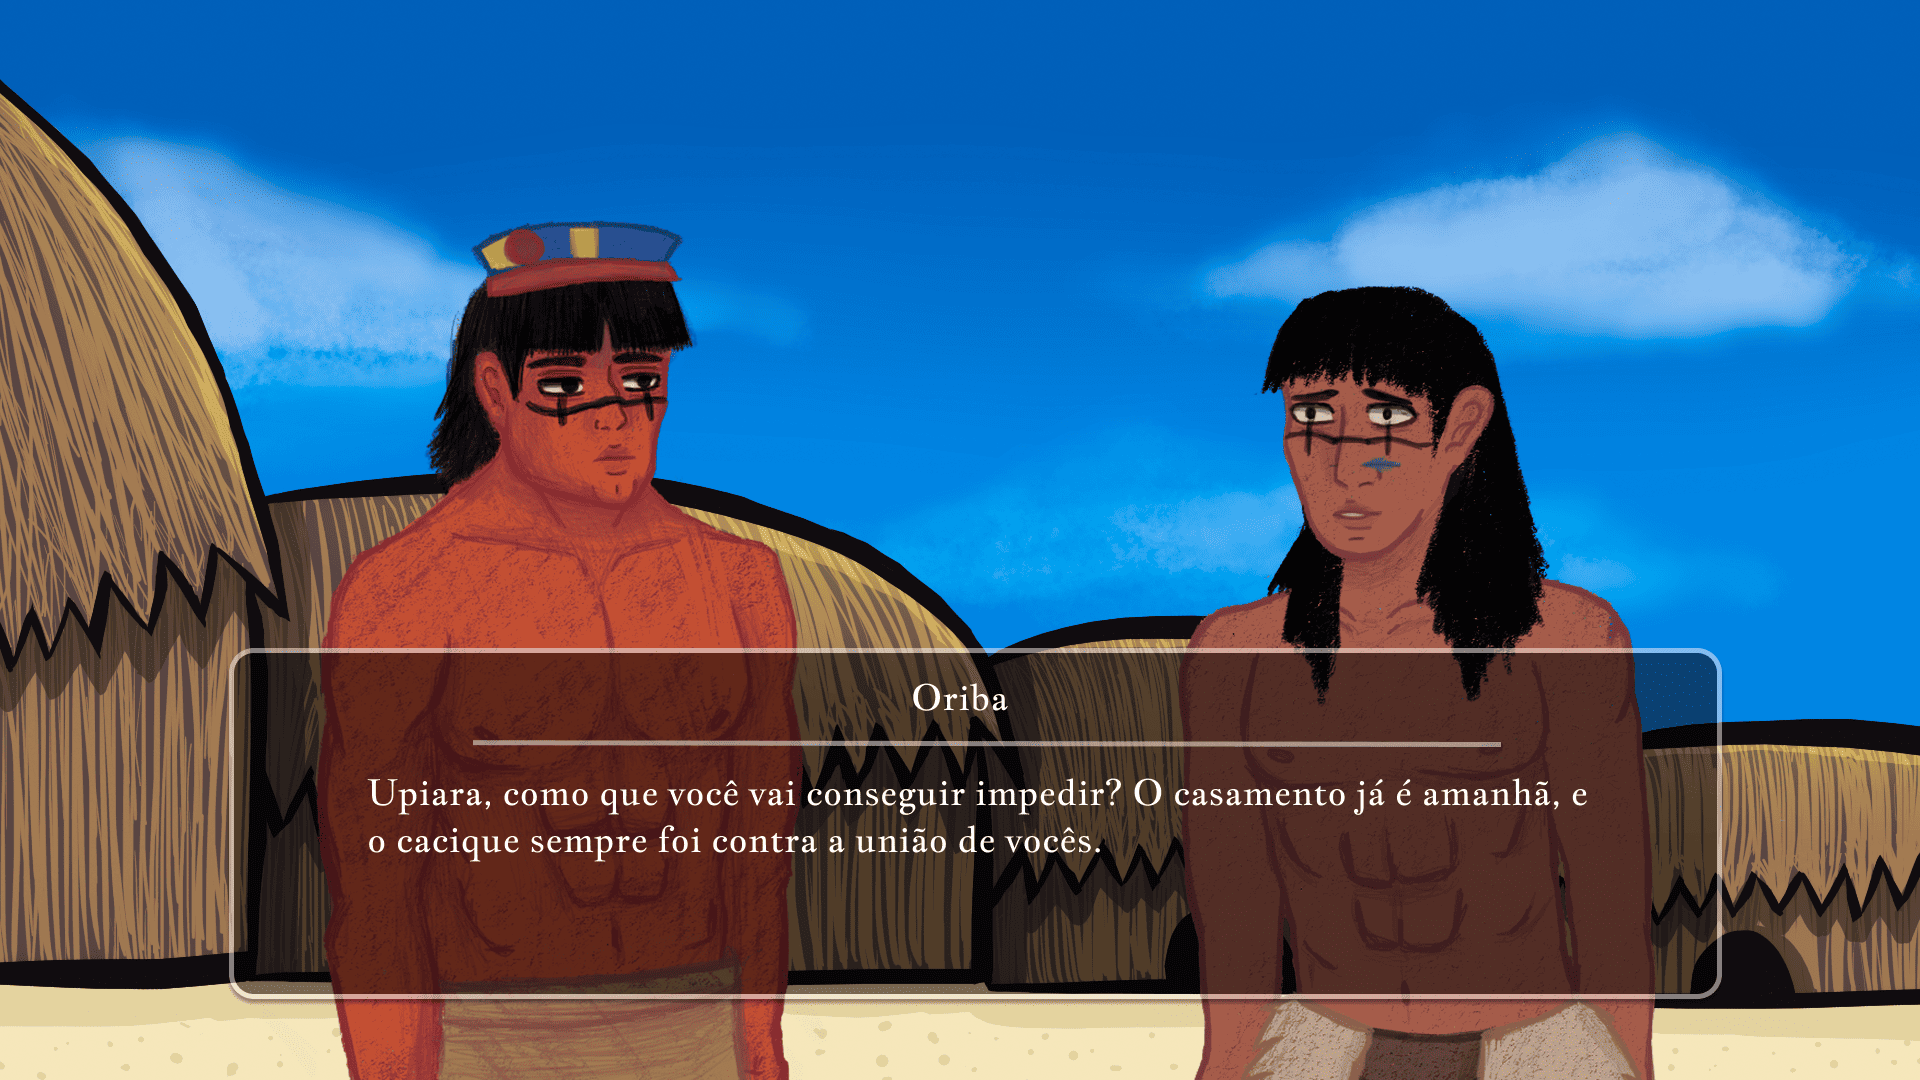 Oriba
Upiara, como que você vai conseguir impedir? O casamento já é amanhã, e
o cacique sempre foi contra a união de vocês.